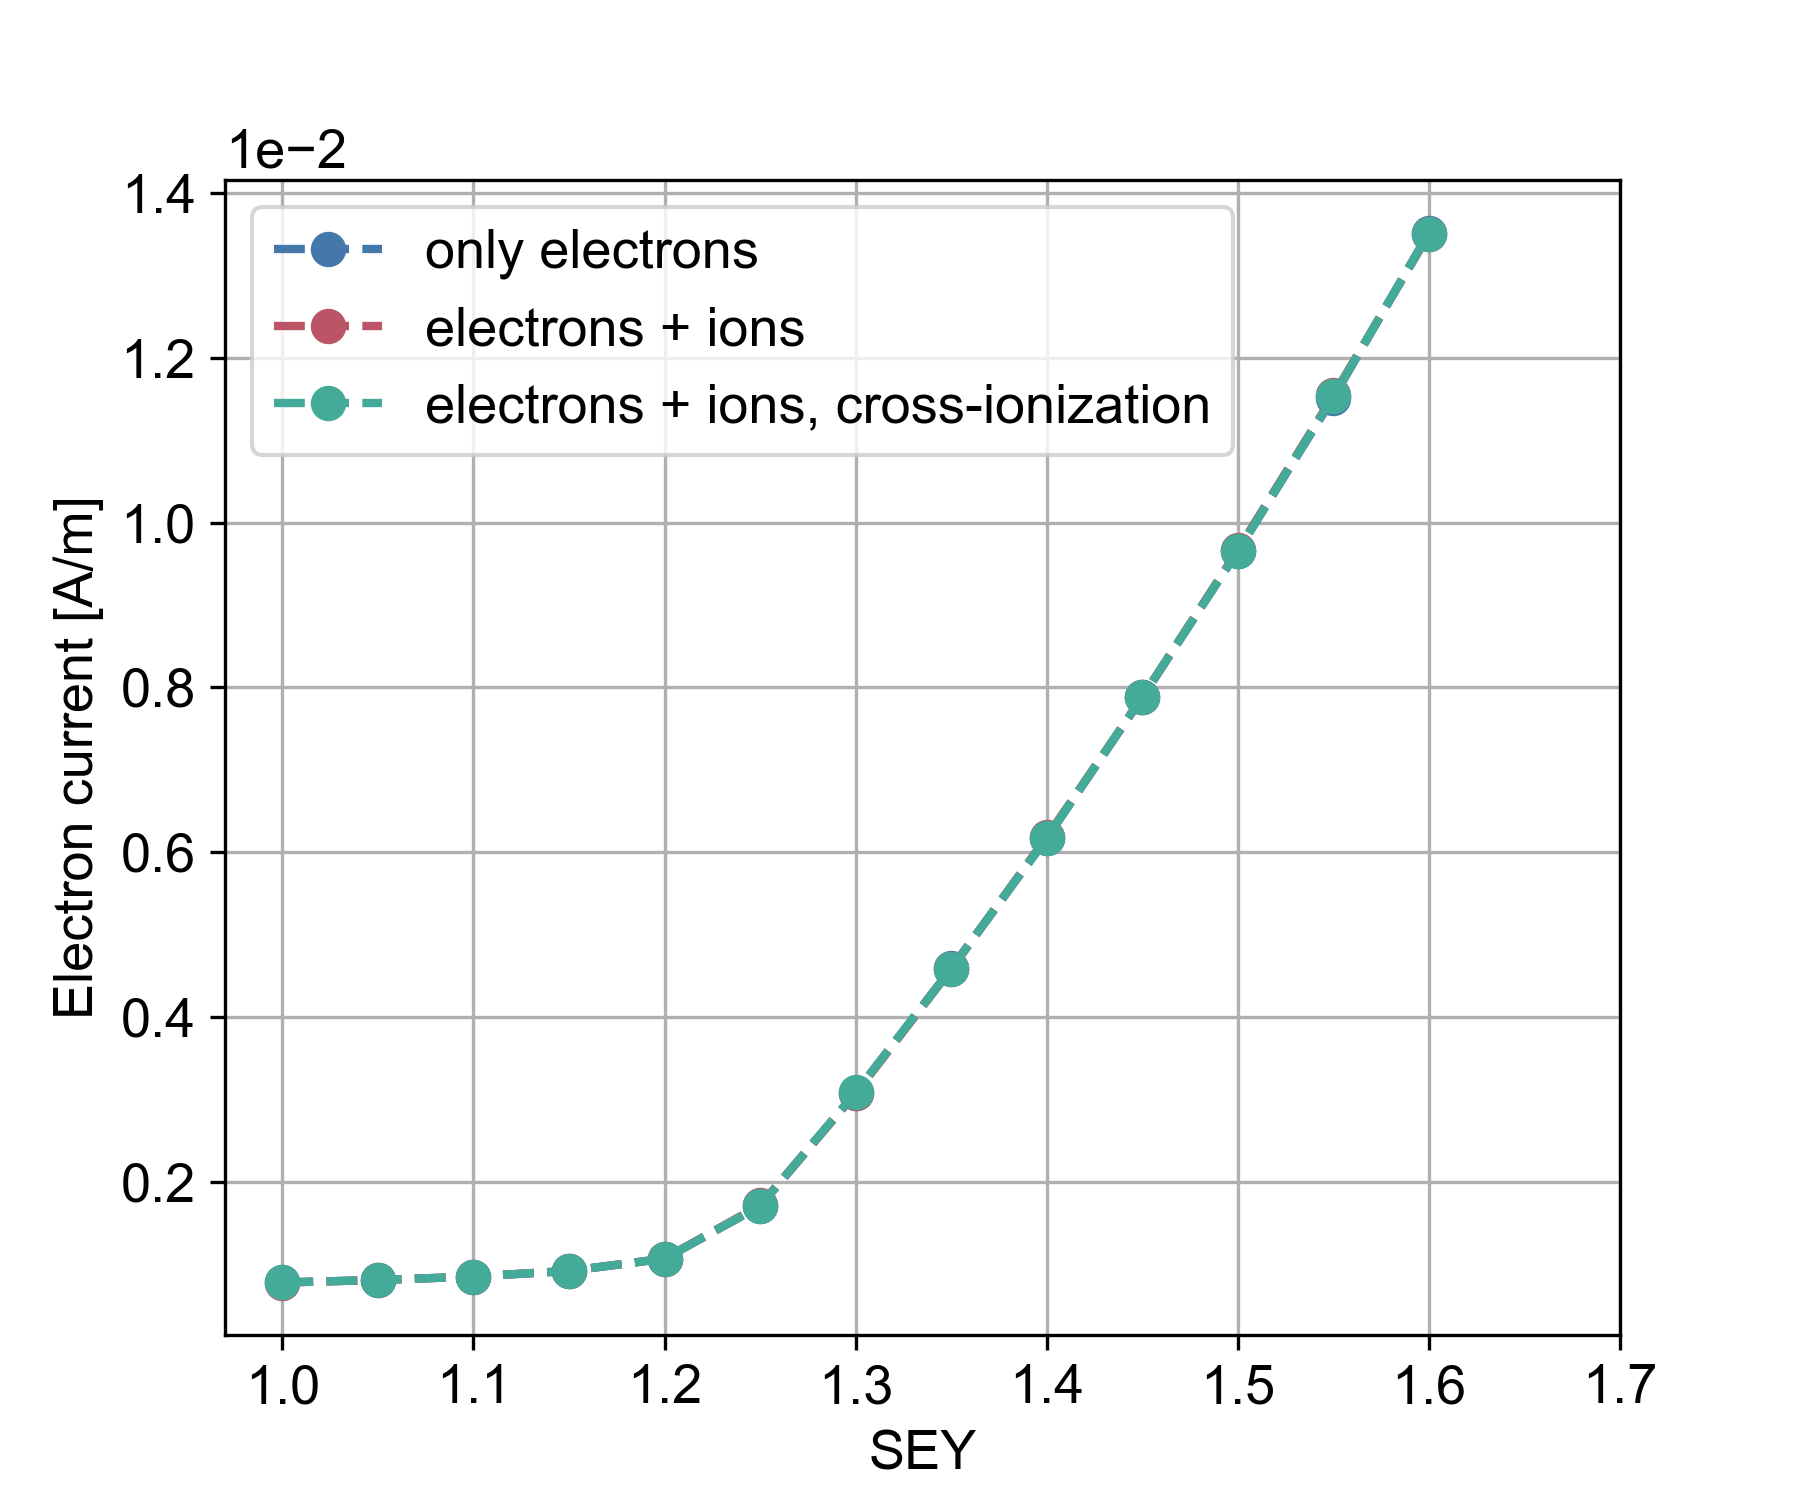 1e−2
1.4
1.2
1.0
0.8
0.6
0.4
0.2
Electron current [A/m]
only electrons
electrons + ions
electrons + ions, cross-ionization
1.0 1.1 1.2 1.3 1.4 1.5 1.6 1.7
SEY